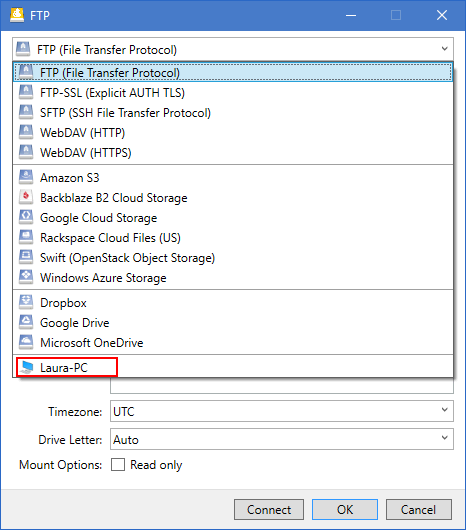 FTP
FTP (File Transfer Protocol)
FTP (File Transfer Protocol)
FTP-SSL (Explicit AUTH TLS)
SFTP (SSH File Transfer Protocol)
WebDAV (HTTP)
WebDAV (HTTPS)
Amazon S3
Backblaze B2 Cloud Storage
Google Cloud Storage
Rackspace Cloud Files (US)
Swift (OpenStack Object Storage)
Windows Azure Storage
Dropbox
Google Drive
Microsoft OneDrive
Laura-PC
Timezone: UTC
Drive Letter: Auto
Mount Options: Read only
Connect OK Cancel